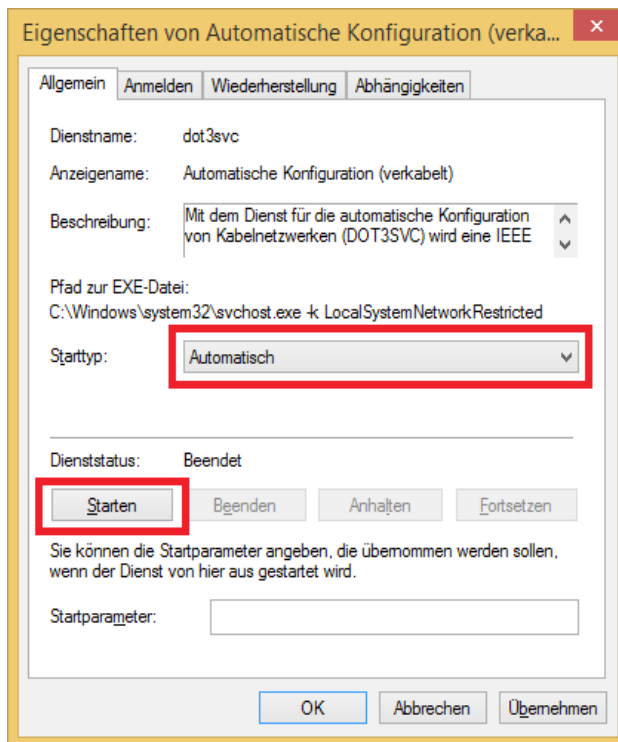 Eigenschaften von Automatische Konfiguration (verka...
Allgemein Anmelden Wiederherstellung Abhängigkeiten
Dienstname: dot3svc
Anzeigename: Automatische Konfiguration (verkabelt)
Beschreibung: Mit dem Dienst für die automatische Konfiguration
von Kabelnetzwerken (DOT3SVC) wird eine IEEE
Pfad zur EXE-Datei:
C:\Windows\system32\svchost.exe -k LocalSystemNetworkRestricted
Starttyp: Automatisch
Dienststatus: Beendet
Starten Beenden Anhalten Fortsetzen
Sie können die Startparameter angeben, die übernommen werden sollen,
wenn der Dienst von hier aus gestartet wird.
Startparameter:
OK Abbrechen Übernehmen